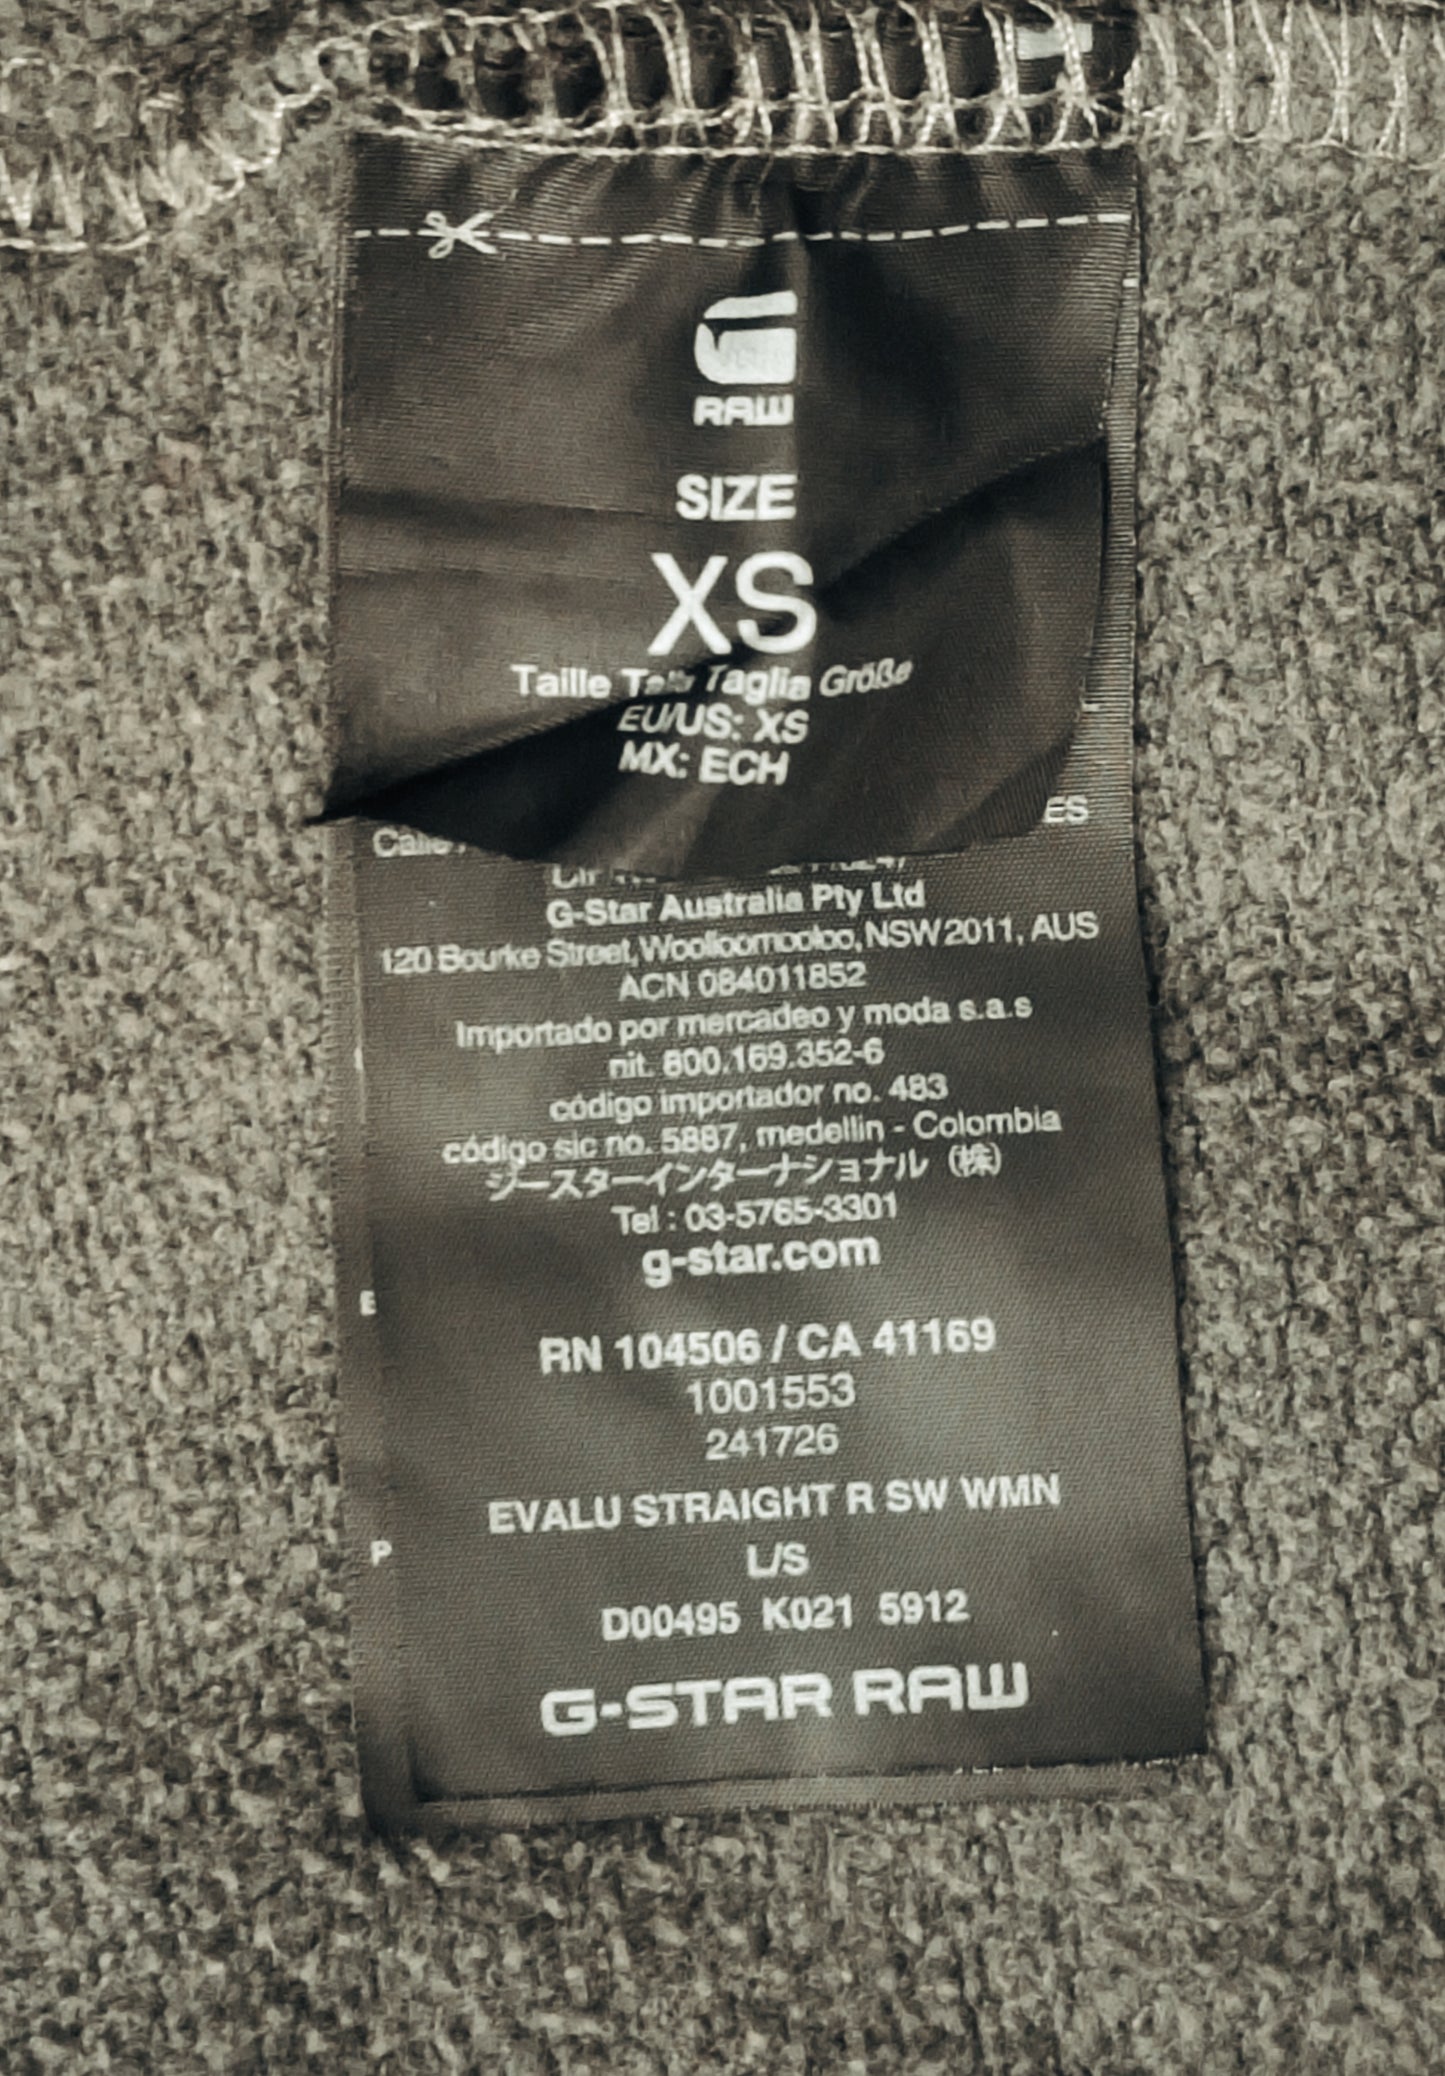 RAW
SIZE
XS
Taille Taglia Größe
EU/US: XS
MX: ECH
ES
G-Star Australia Pty Ltd
120 Bourke Street, Woolloomooloo, NSW 2011, AUS
ACN 084011852
Importado por mercadeo y moda s.a.s
nit. 800.169.352-6
código importador no. 483
código sic no. 5887, medellin - Colombia
ジースターインターナショナル (株)
Tel : 03-5765-3301
g-star.com
RN 104506 / CA 41169
1001553
241726
EVALU STRAIGHT R SW WMN
L/S
P
D00495 K021 5912
G-STAR RAW